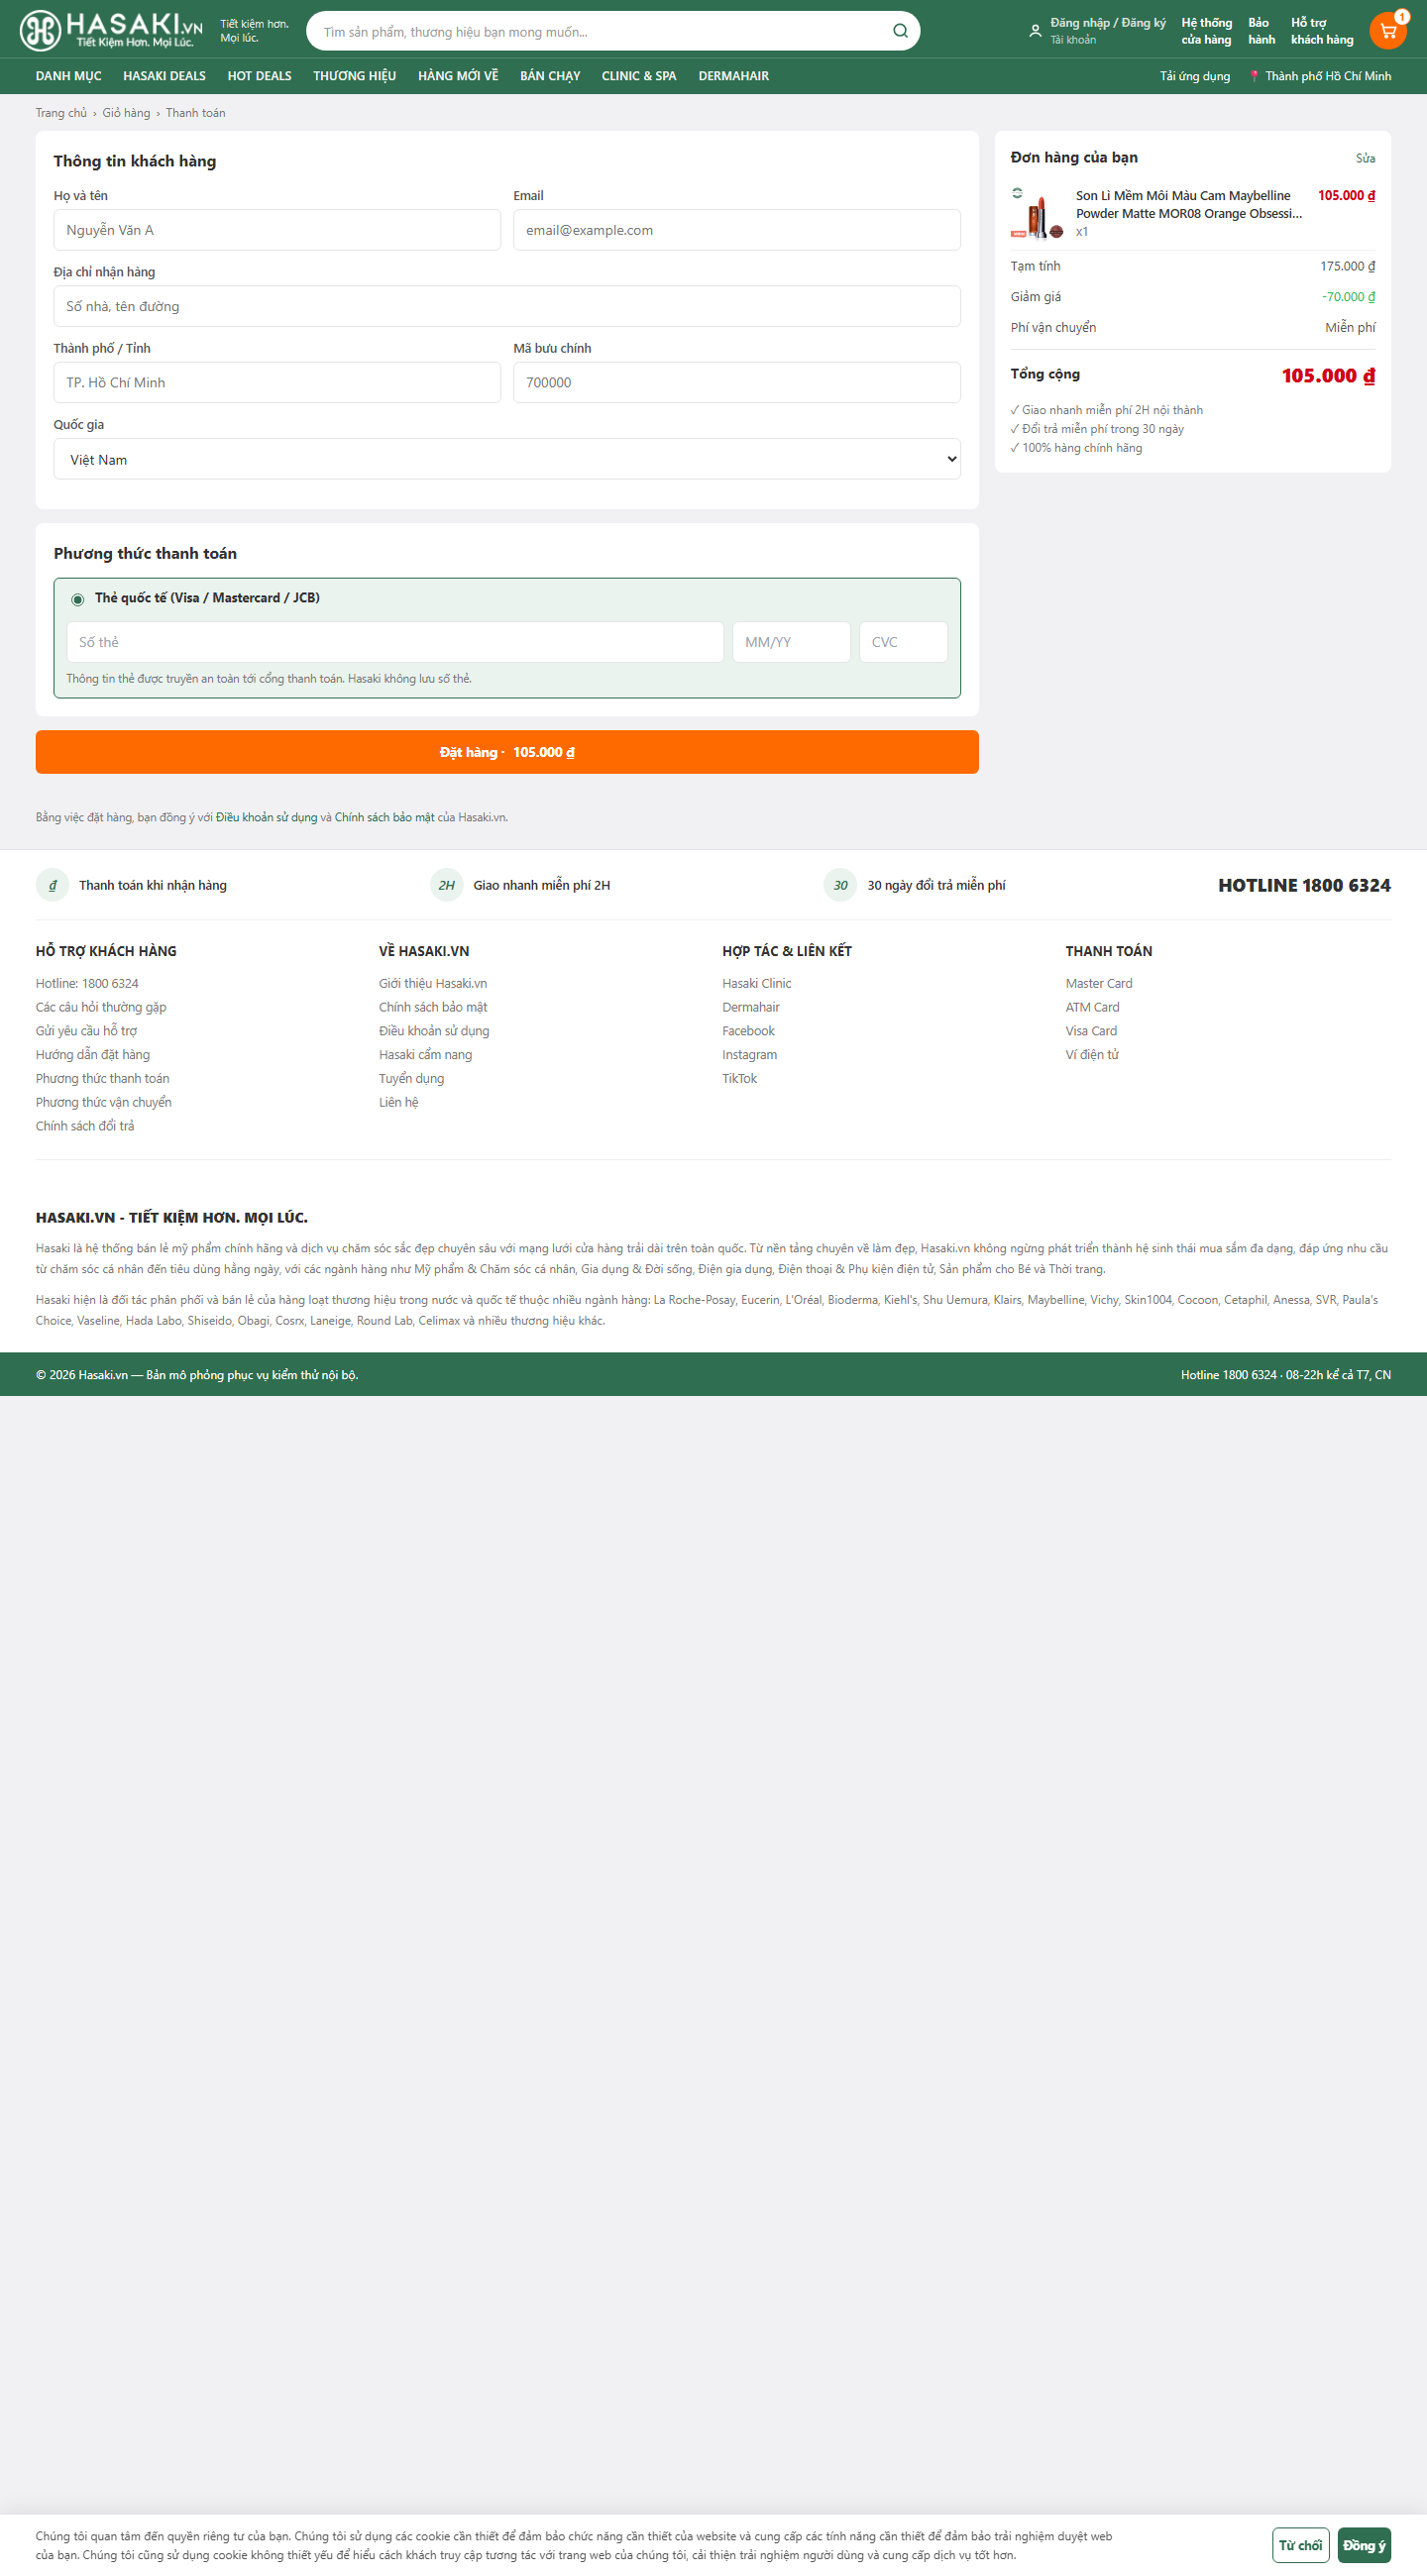 HASAKI.VN
Tiết Kiệm Hơn. Mọi Lúc.
Tiết kiệm hơn.
Mọi lúc.
Tìm sản phẩm, thương hiệu bạn mong muốn...
Đăng nhập / Đăng ký
Tài khoản
Hệ thống
cửa hàng
Bảo
hành
Hỗ trợ
khách hàng
1
DANH MỤC HASAKI DEALS HOT DEALS THƯƠNG HIỆU HÀNG MỚI VỀ BÁN CHẠY CLINIC & SPA DERMAHAIR
Tải ứng dụng Thành phố Hồ Chí Minh
Trang chủ › Giỏ hàng › Thanh toán
Thông tin khách hàng
Họ và tên
Nguyễn Văn A
Email
email@example.com
Địa chỉ nhận hàng
Số nhà, tên đường
Thành phố / Tỉnh
TP. Hồ Chí Minh
Mã bưu chính
700000
Quốc gia
Việt Nam
Phương thức thanh toán
Thẻ quốc tế (Visa / Mastercard / JCB)
Số thẻ
MM/YY
CVC
Thông tin thẻ được truyền an toàn tới cổng thanh toán. Hasaki không lưu số thẻ.
Đặt hàng · 105.000 ₫
Bằng việc đặt hàng, bạn đồng ý với Điều khoản sử dụng và Chính sách bảo mật của Hasaki.vn.
Đơn hàng của bạn
Sửa
Son Lì Mềm Môi Màu Cam Maybelline
Powder Matte MOR08 Orange Obsessi...
x1
105.000 ₫
Tạm tính 175.000 ₫
Giảm giá -70.000 ₫
Phí vận chuyển Miễn phí
Tổng cộng 105.000 ₫
✓ Giao nhanh miễn phí 2H nội thành
✓ Đổi trả miễn phí trong 30 ngày
✓ 100% hàng chính hãng
₫ Thanh toán khi nhận hàng
2H Giao nhanh miễn phí 2H
30 30 ngày đổi trả miễn phí
HOTLINE 1800 6324
HỖ TRỢ KHÁCH HÀNG
Hotline: 1800 6324
Các câu hỏi thường gặp
Gửi yêu cầu hỗ trợ
Hướng dẫn đặt hàng
Phương thức thanh toán
Phương thức vận chuyển
Chính sách đổi trả
VỀ HASAKI.VN
Giới thiệu Hasaki.vn
Chính sách bảo mật
Điều khoản sử dụng
Hasaki cẩm nang
Tuyển dụng
Liên hệ
HỢP TÁC & LIÊN KẾT
Hasaki Clinic
Dermahair
Facebook
Instagram
TikTok
THANH TOÁN
Master Card
ATM Card
Visa Card
Ví điện tử
HASAKI.VN - TIẾT KIỆM HƠN. MỌI LÚC.
Hasaki là hệ thống bán lẻ mỹ phẩm chính hãng và dịch vụ chăm sóc sắc đẹp chuyên sâu với mạng lưới cửa hàng trải dài trên toàn quốc. Từ nền tảng chuyên về làm đẹp, Hasaki.vn không ngừng phát triển thành hệ sinh thái mua sắm đa dạng, đáp ứng nhu cầu
từ chăm sóc cá nhân đến tiêu dùng hằng ngày, với các ngành hàng như Mỹ phẩm & Chăm sóc cá nhân, Gia dụng & Đời sống, Điện gia dụng, Điện thoại & Phụ kiện điện tử, Sản phẩm cho Bé và Thời trang.
Hasaki hiện là đối tác phân phối và bán lẻ của hàng loạt thương hiệu trong nước và quốc tế thuộc nhiều ngành hàng: La Roche-Posay, Eucerin, L'Oréal, Bioderma, Kiehl's, Shu Uemura, Klairs, Maybelline, Vichy, Skin1004, Cocoon, Cetaphil, Anessa, SVR, Paula's
Choice, Vaseline, Hada Labo, Shiseido, Obagi, Cosrx, Laneige, Round Lab, Celimax và nhiều thương hiệu khác.
© 2026 Hasaki.vn — Bản mô phỏng phục vụ kiểm thử nội bộ.
Hotline 1800 6324 · 08-22h kể cả T7, CN
Chúng tôi quan tâm đến quyền riêng tư của bạn. Chúng tôi sử dụng các cookie cần thiết để đảm bảo chức năng cần thiết của website và cung cấp các tính năng cần thiết để đảm bảo trải nghiệm duyệt web
của bạn. Chúng tôi cũng sử dụng cookie không thiết yếu để hiểu cách khách truy cập tương tác với trang web của chúng tôi, cải thiện trải nghiệm người dùng và cung cấp dịch vụ tốt hơn.
Từ chối
Đồng ý